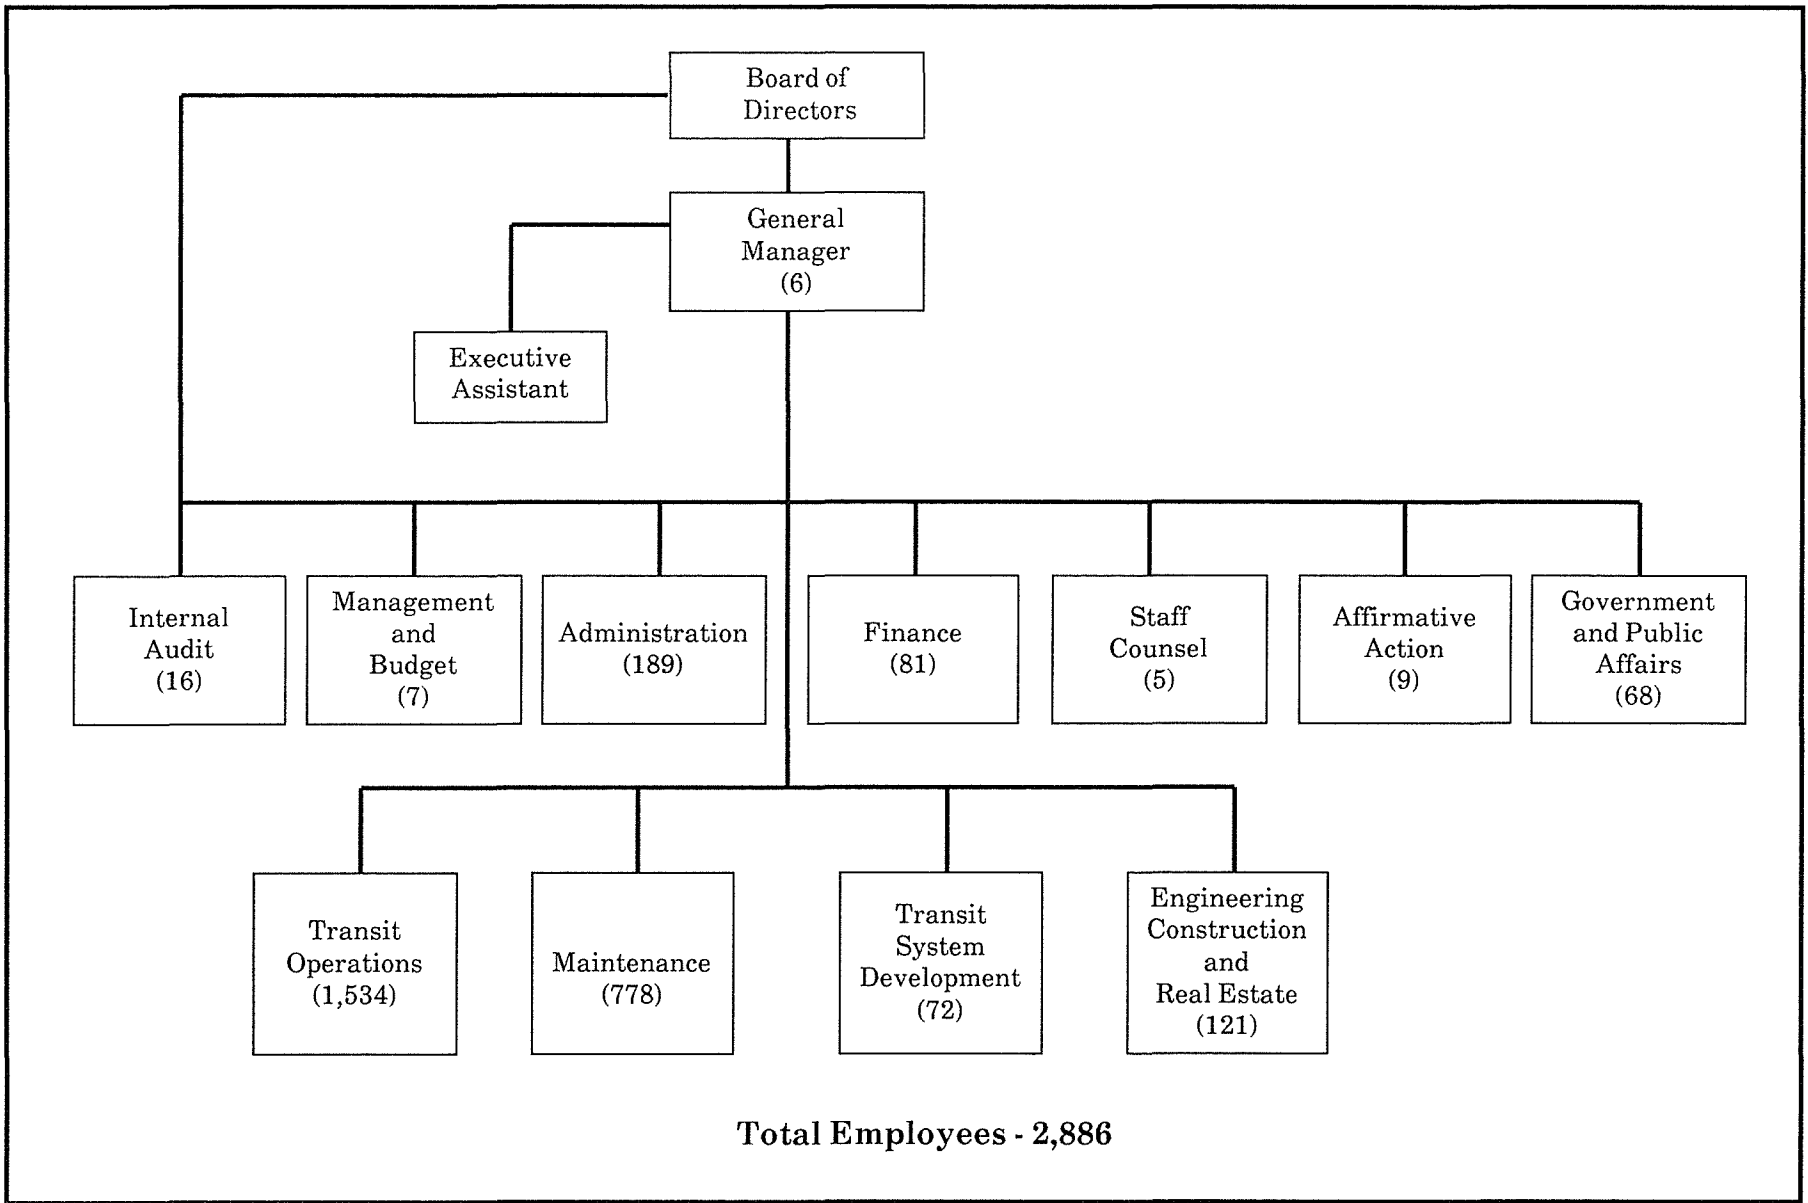 Board of
Directors
General
Manager
(6)
Executive
Assistant
Internal
Audit
(16)
Management
and
Budget
(7)
Administration
(189)
Finance
(81)
Staff
Counsel
(5)
Affirmative
Action
(9)
Government
and Public
Affairs
(68)
Transit
Operations
(1,534)
Maintenance
(778)
Transit
System
Development
(72)
Engineering
Construction
and
Real Estate
(121)
Total Employees - 2,886